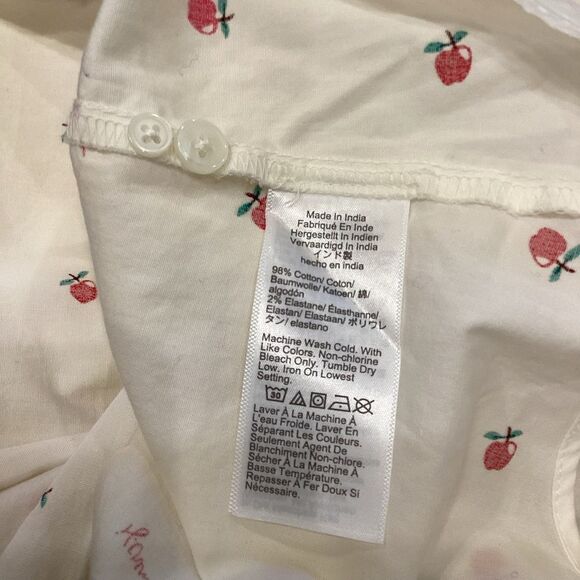 Made in India
Fabriqué En Inde
Hergestellt In Indien
Vervaardigd In India
インド製
hecho en india
98% Cotton/ Coton/
Baumwolle/ Katoen/ 綿/
algodón
2% Elastane/ Élasthanne/
Elastan/ Elastaan/ ポリウレ
タン/ elastano
Machine Wash Cold. With
Like Colors. Non-chlorine
Bleach Only. Tumble Dry
Low. Iron On Lowest
Setting.
30
Laver À La Machine À
L'eau Froide. Laver En
Séparant Les Couleurs.
Seulement Agent De
Blanchiment Non-chlore.
Sécher À La Machine À
Basse Température.
Repasser À Fer Doux Si
Nécessaire.